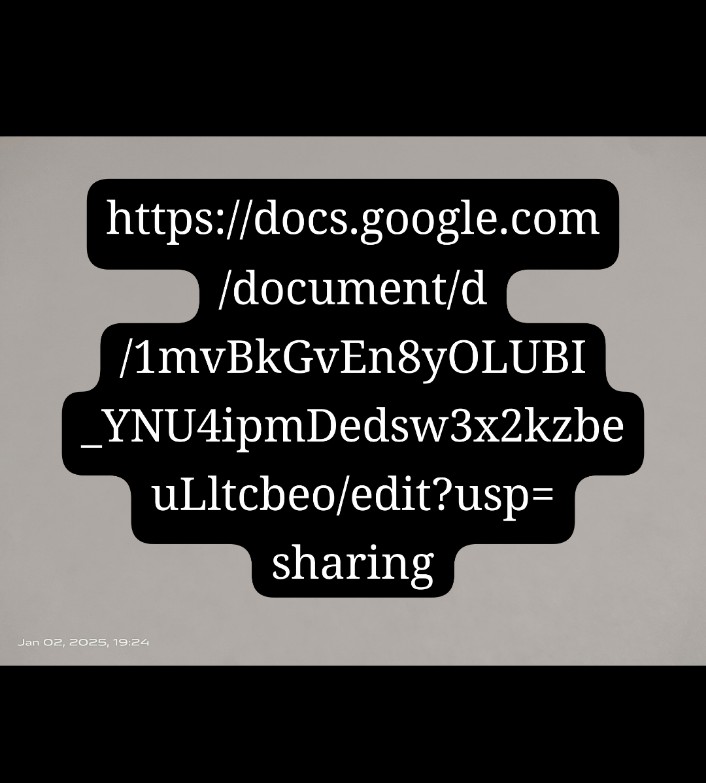 https://docs.google.com
/document/d
/1mvBkGvEn8yOLUBI
_YNU4ipmDedsw3x2kzbe
uLltcbeo/edit?usp=
sharing
Jan 02, 2025, 19:24